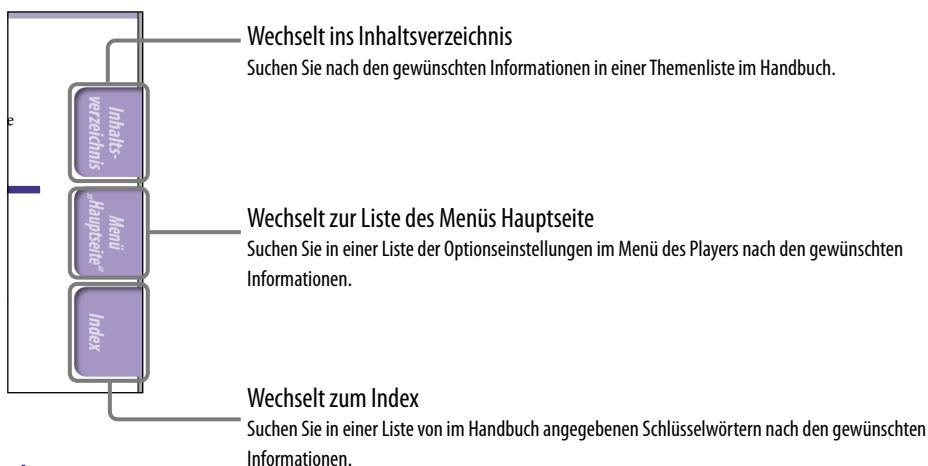 Wechselt ins Inhaltsverzeichnis
Suchen Sie nach den gewünschten Informationen in einer Themenliste im Handbuch.
e
Inhalts-
verzeichnis
Menü
„Hauptseite“
Wechselt zur Liste des Menüs Hauptseite
Suchen Sie in einer Liste der Optionseinstellungen im Menü des Players nach den gewünschten
Informationen.
Index
Wechselt zum Index
Suchen Sie in einer Liste von im Handbuch angegebenen Schlüsselwörtern nach den gewünschten
Informationen.